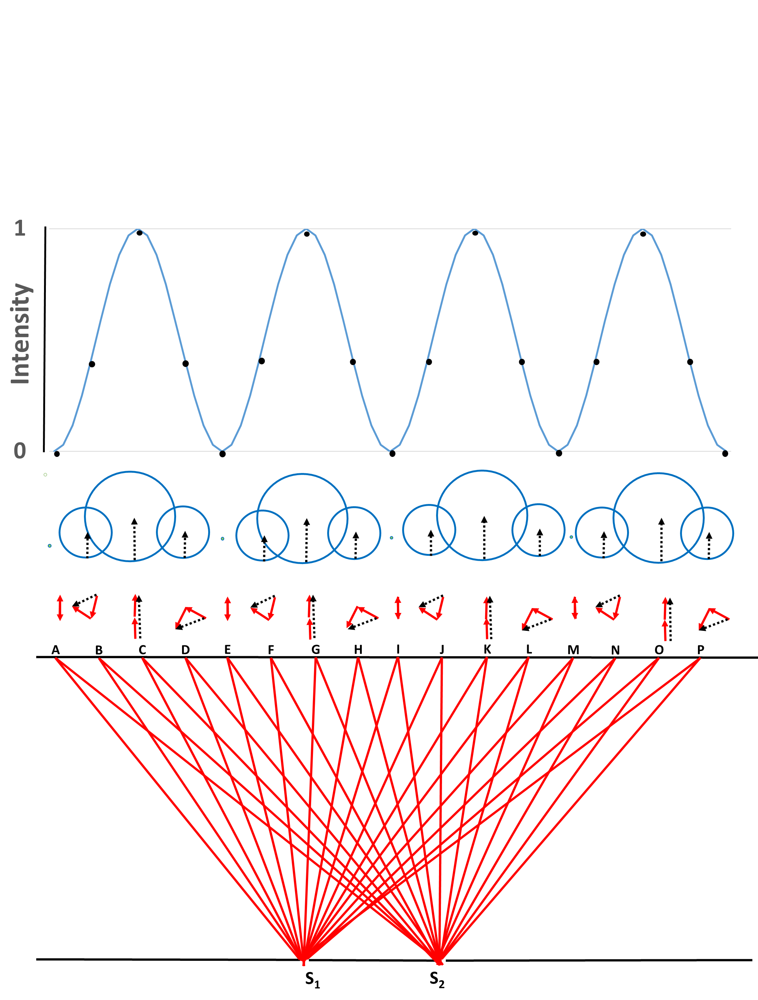 1
Intensity
0
A B C D E F G H I J K L M N O P
S1 S2